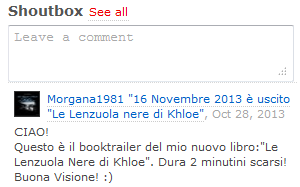 Shoutbox See all
Leave a comment
Morgana1981 "16 Novembre 2013 è uscito
"Le Lenzuola nere di Khloe", Oct 28, 2013
CIAO!
Questo è il booktrailer del mio nuovo libro:"Le
Lenzuola Nere di Khloe". Dura 2 minutini scarsi!
Buona Visione! :)